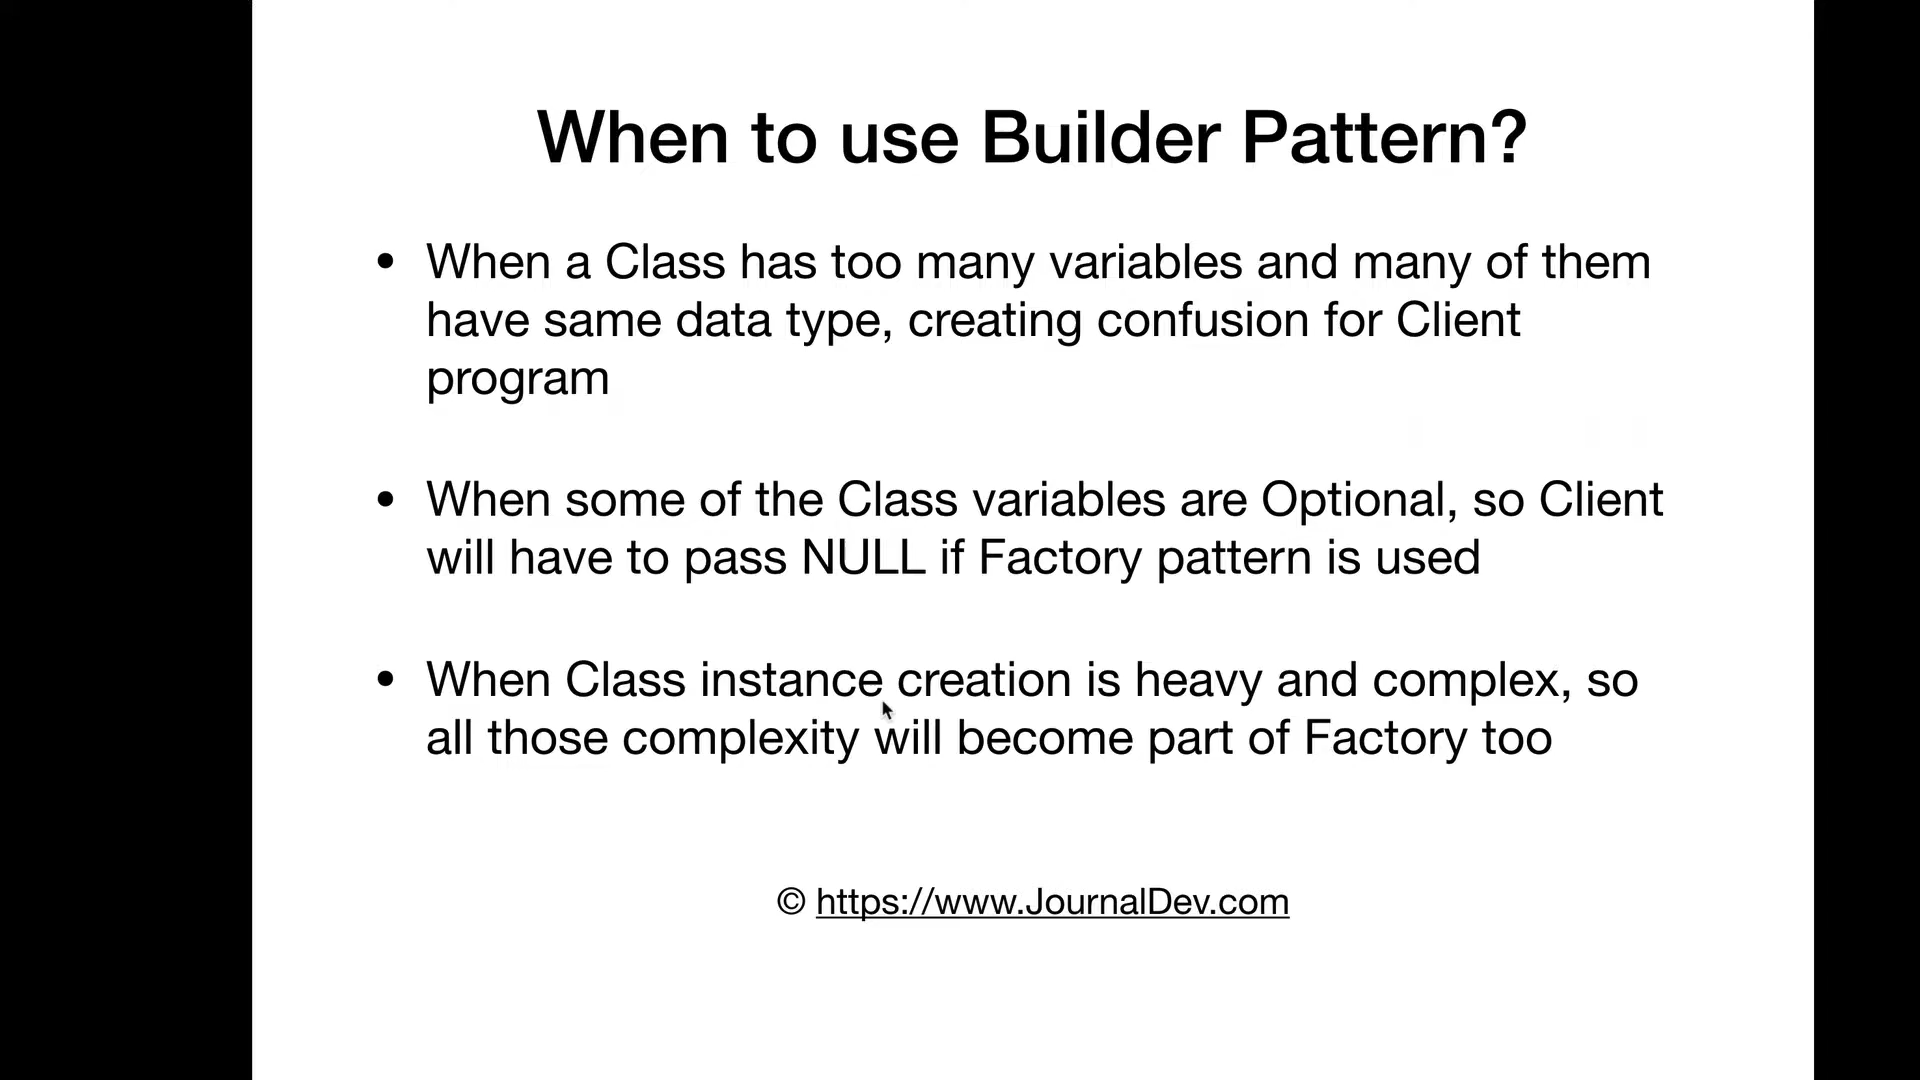 When to use Builder Pattern?
• When a Class has too many variables and many of them
have same data type, creating confusion for Client
program
• When some of the Class variables are Optional, so Client
will have to pass NULL if Factory pattern is used
• When Class instance creation is heavy and complex, so
all those complexity will become part of Factory too
© https://www.JournalDev.com